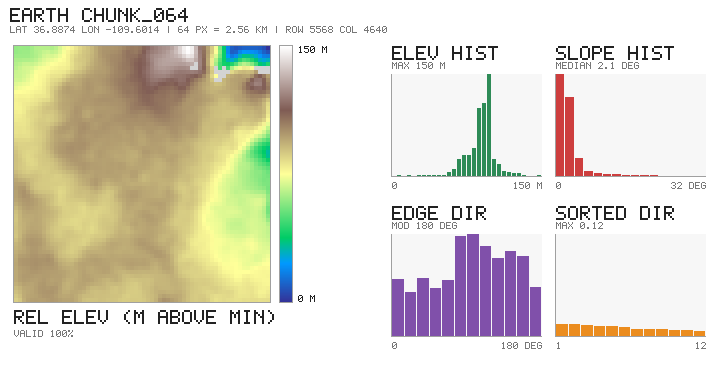 EARTH CHUNK_064
LAT 36.8874 LON -109.6014 | 64 PX = 2.56 KM | ROW 5568 COL 4640
150 M
0 M
REL ELEV (M ABOVE MIN)
VALID 100%
ELEV HIST
MAX 150 M
0 150 M
SLOPE HIST
MEDIAN 2.1 DEG
0 32 DEG
EDGE DIR
MOD 180 DEG
0 180 DEG
SORTED DIR
MAX 0.12
1 12